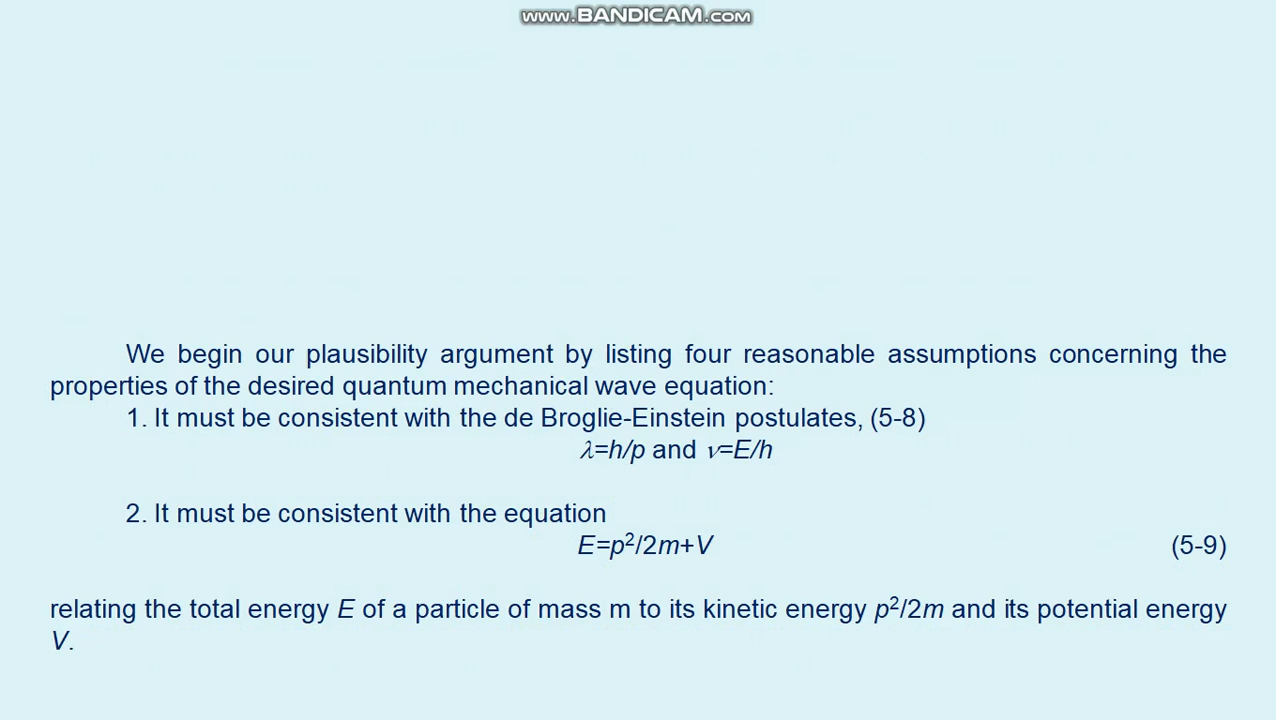 www.BANDICAM.com
We begin our plausibility argument by listing four reasonable assumptions concerning the
properties of the desired quantum mechanical wave equation:
1. It must be consistent with the de Broglie-Einstein postulates, (5-8)
λ=h/p and ν=E/h
2. It must be consistent with the equation
E=p²/2m+V (5-9)
relating the total energy E of a particle of mass m to its kinetic energy p²/2m and its potential energy
V.